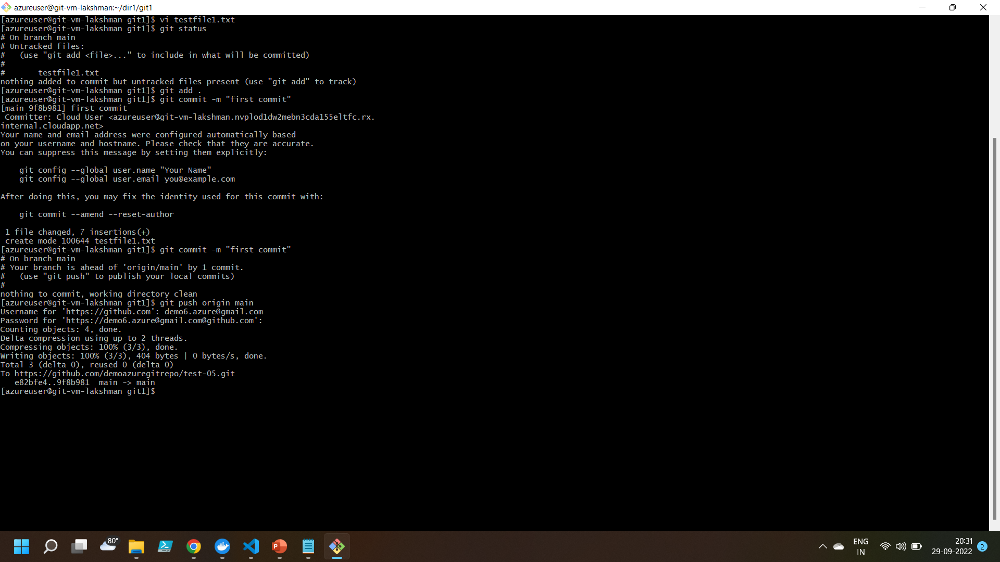 azureuser@git-vm-lakshman:~/dir1/git1
[azureuser@git-vm-lakshman git1]$ vi testfile1.txt
[azureuser@git-vm-lakshman git1]$ git status
# On branch main
# Untracked files:
#   (use "git add <file>..." to include in what will be committed)
#
#       testfile1.txt
nothing added to commit but untracked files present (use "git add" to track)
[azureuser@git-vm-lakshman git1]$ git add .
[azureuser@git-vm-lakshman git1]$ git commit -m "first commit"
[main 9f8b981] first commit
 Committer: Cloud User <azureuser@git-vm-lakshman.nvplod1dw2mebn3cda155eltfc.rx.
internal.cloudapp.net>
Your name and email address were configured automatically based
on your username and hostname. Please check that they are accurate.
You can suppress this message by setting them explicitly:
    git config --global user.name "Your Name"
    git config --global user.email you@example.com
After doing this, you may fix the identity used for this commit with:
    git commit --amend --reset-author
 1 file changed, 7 insertions(+)
 create mode 100644 testfile1.txt
[azureuser@git-vm-lakshman git1]$ git commit -m "first commit"
# On branch main
# Your branch is ahead of 'origin/main' by 1 commit.
#   (use "git push" to publish your local commits)
#
nothing to commit, working directory clean
[azureuser@git-vm-lakshman git1]$ git push origin main
Username for 'https://github.com': demo6.azure@gmail.com
Password for 'https://demo6.azure@gmail.com@github.com':
Counting objects: 4, done.
Delta compression using up to 2 threads.
Compressing objects: 100% (3/3), done.
Writing objects: 100% (3/3), 404 bytes | 0 bytes/s, done.
Total 3 (delta 0), reused 0 (delta 0)
To https://github.com/demoazuregitrepo/test-05.git
   e82bfe4..9f8b981  main -> main
[azureuser@git-vm-lakshman git1]$
80°
P
ENG
IN
20:31
29-09-2022
2